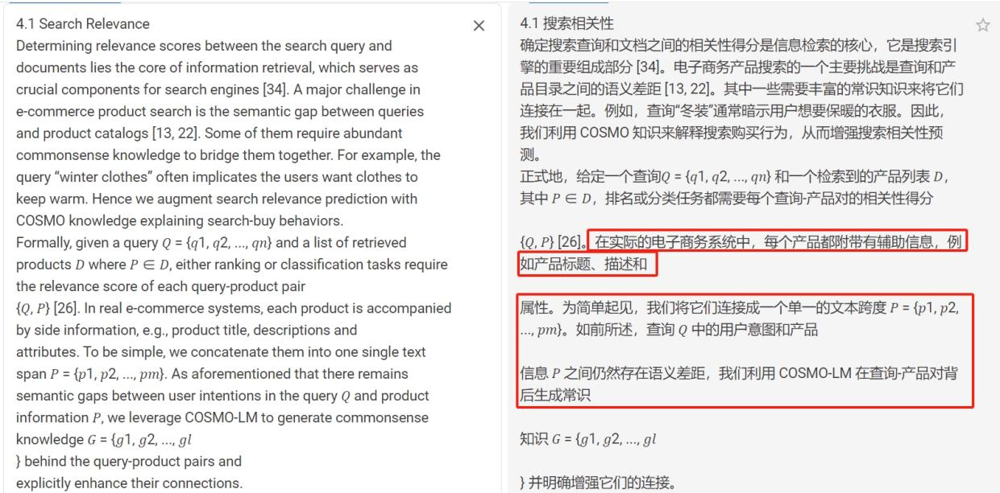 4.1 Search Relevance
Determining relevance scores between the search query and
documents lies the core of information retrieval, which serves as
crucial components for search engines [34]. A major challenge in
e-commerce product search is the semantic gap between queries
and product catalogs [13, 22]. Some of them require abundant
commonsense knowledge to bridge them together. For example, the
query “winter clothes” often implicates the users want clothes to
keep warm. Hence we augment search relevance prediction with
COSMO knowledge explaining search-buy behaviors.
Formally, given a query Q = {q1, q2, ..., qn} and a list of retrieved
products D where P ∈ D, either ranking or classification tasks require
the relevance score of each query-product pair
{Q, P} [26]. In real e-commerce systems, each product is accompanied
by side information, e.g., product title, descriptions and
attributes. To be simple, we concatenate them into one single text
span P = {p1, p2, ..., pm}. As aforementioned that there remains
semantic gaps between user intentions in the query Q and product
information P, we leverage COSMO-LM to generate commonsense
knowledge G = {g1, g2, ..., gl
} behind the query-product pairs and
explicitly enhance their connections.
4.1 搜索相关性
确定搜索查询和文档之间的相关性得分是信息检索的核心，它是搜索引
擎的重要组成部分 [34]。电子商务产品搜索的一个主要挑战是查询和产
品目录之间的语义差距 [13, 22]。其中一些需要丰富的常识知识来将它们
连接在一起。例如，查询“冬装”通常暗示用户想要保暖的衣服。因此，
我们利用 COSMO 知识来解释搜索购买行为，从而增强搜索相关性预
测。
正式地，给定一个查询Q = {q1, q2, ..., qn} 和一个检索到的产品列表 D，
其中 P ∈ D，排名或分类任务都需要每个查询-产品对的相关性得分
{Q, P} [26]。在实际的电子商务系统中，每个产品都附带有辅助信息，例
如产品标题、描述和
属性。为简单起见，我们将它们连接成一个单一的文本跨度 P = {p1, p2,
..., pm}。如前所述，查询 Q 中的用户意图和产品
信息 P 之间仍然存在语义差距，我们利用 COSMO-LM 在查询-产品对背
后生成常识
知识 G = {g1, g2, ..., gl
} 并明确增强它们的连接。